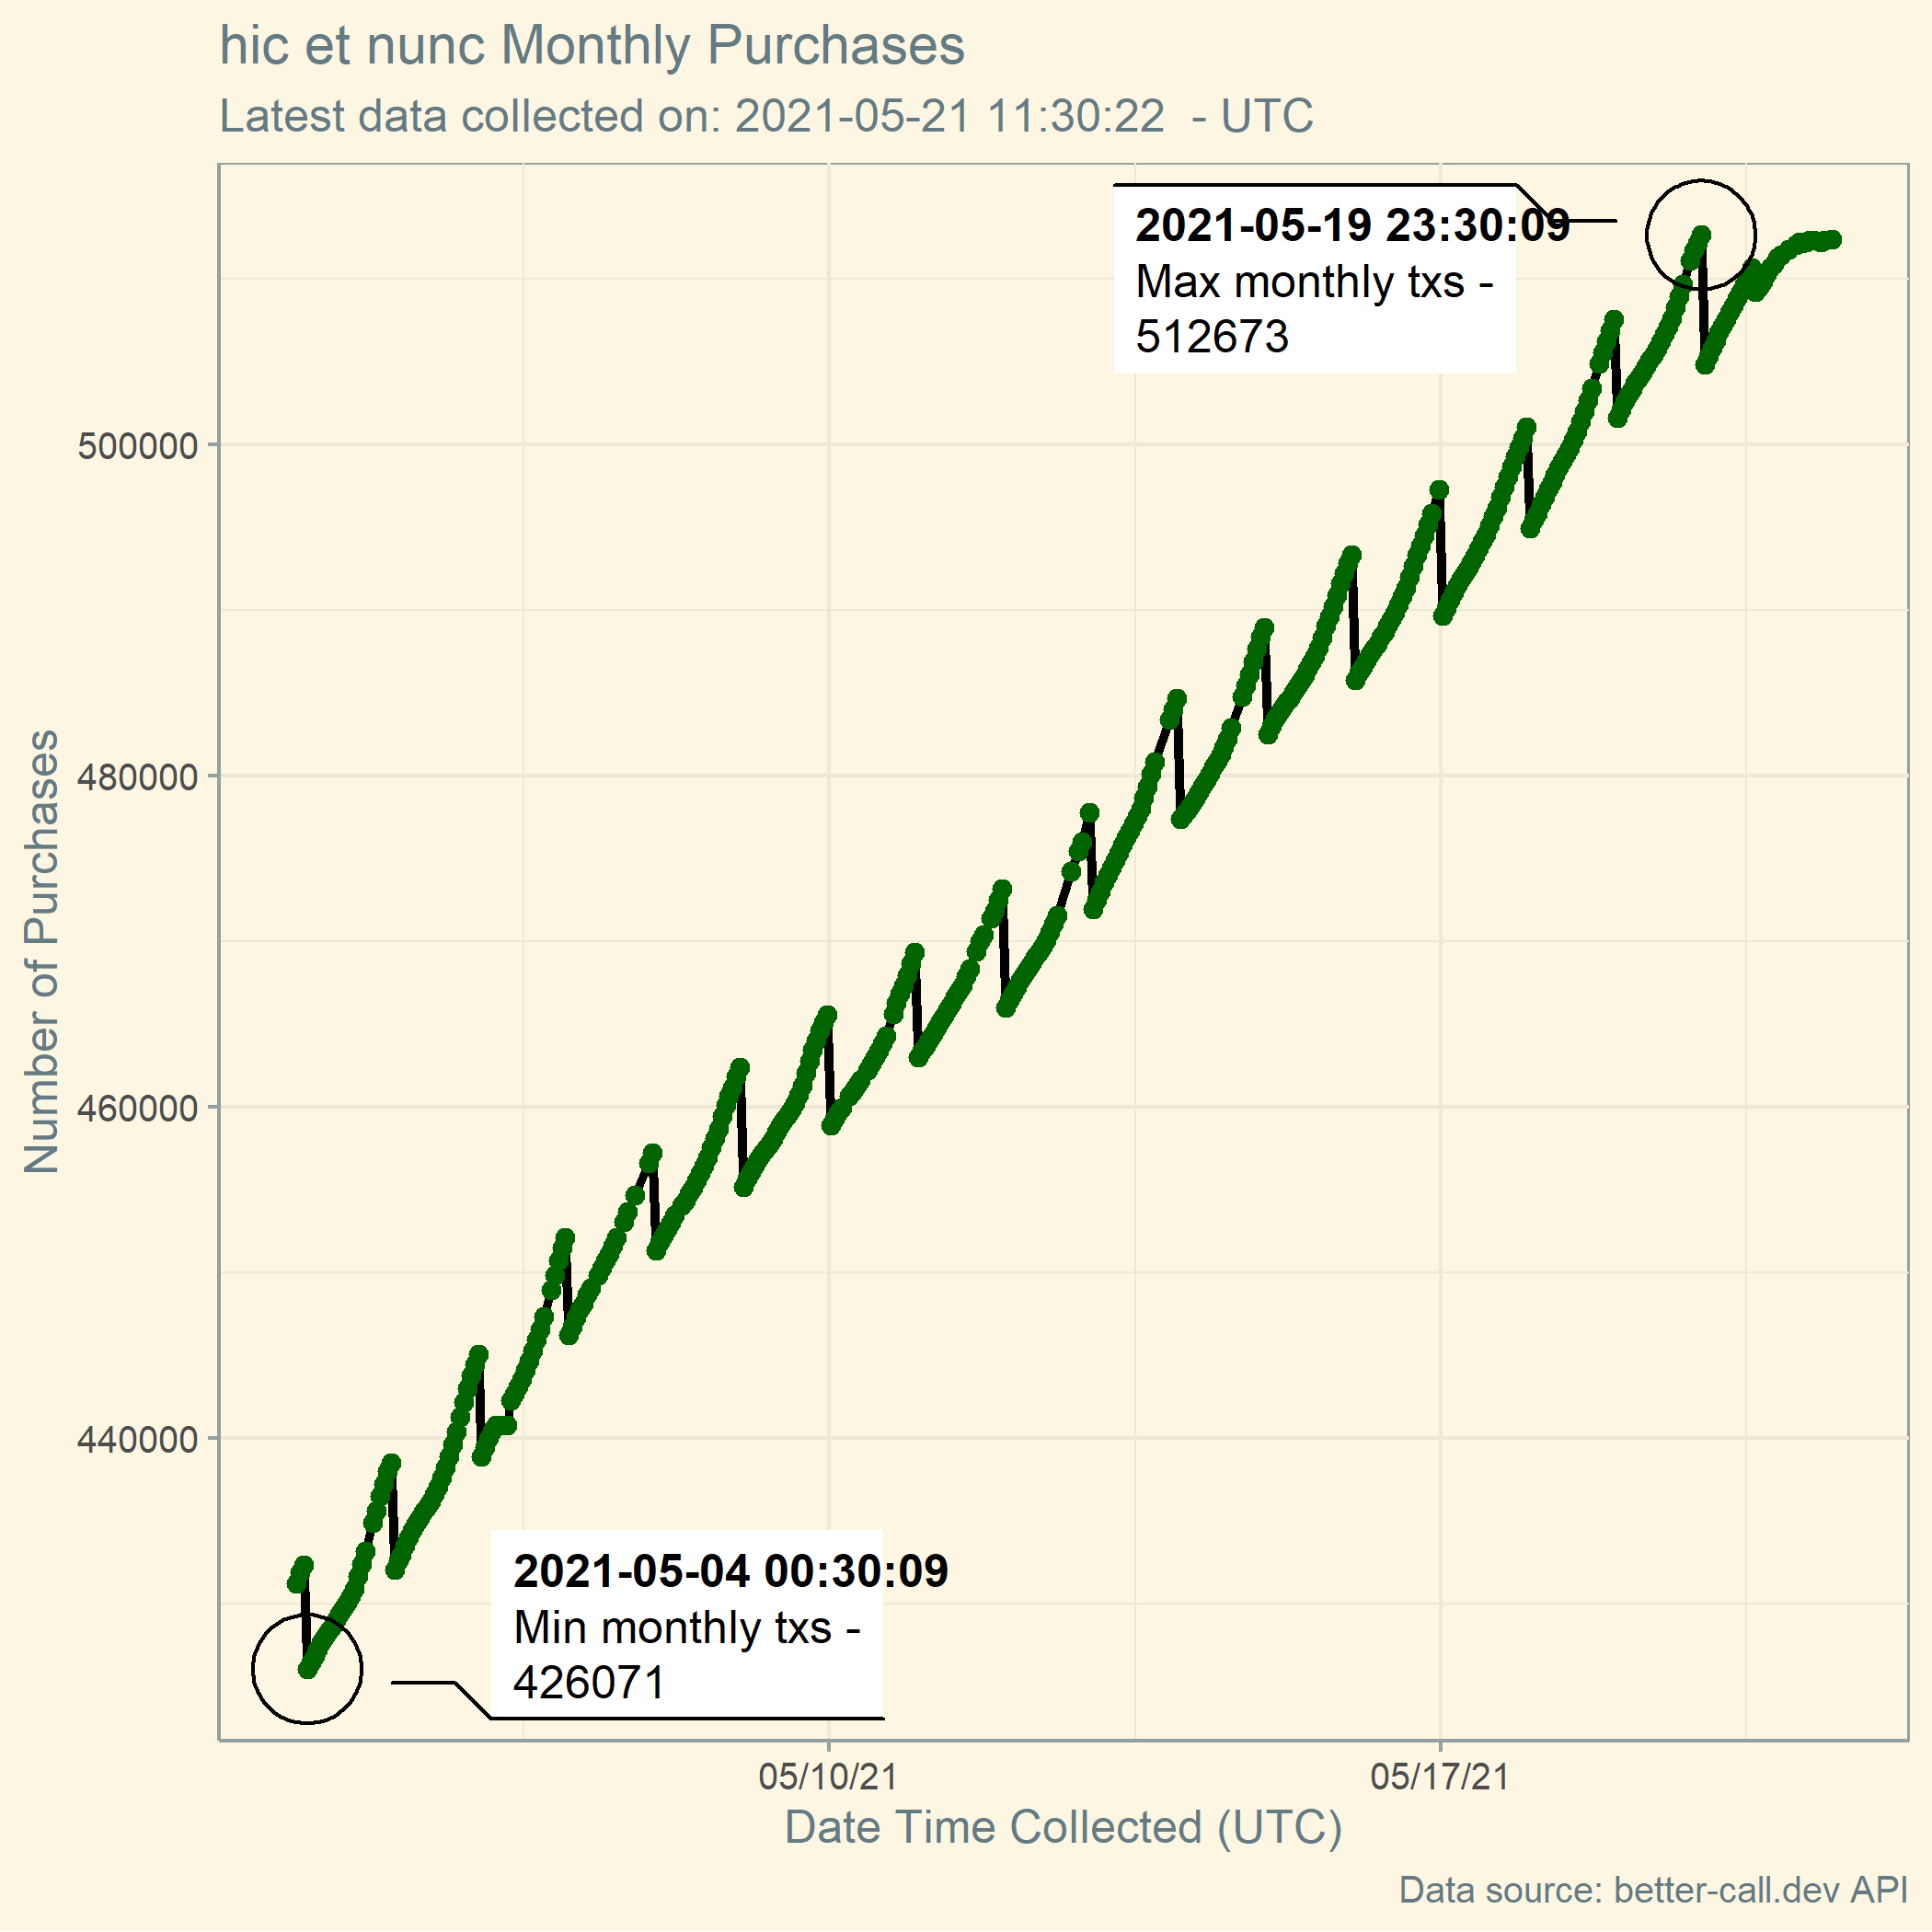 hic et nunc Monthly Purchases
Latest data collected on: 2021-05-21 11:30:22  - UTC
2021-05-19 23:30:09
Max monthly txs -
512673
500000
480000
460000
440000
Number of Purchases
2021-05-04 00:30:09
Min monthly txs -
426071
05/10/21
05/17/21
Date Time Collected (UTC)
Data source: better-call.dev API